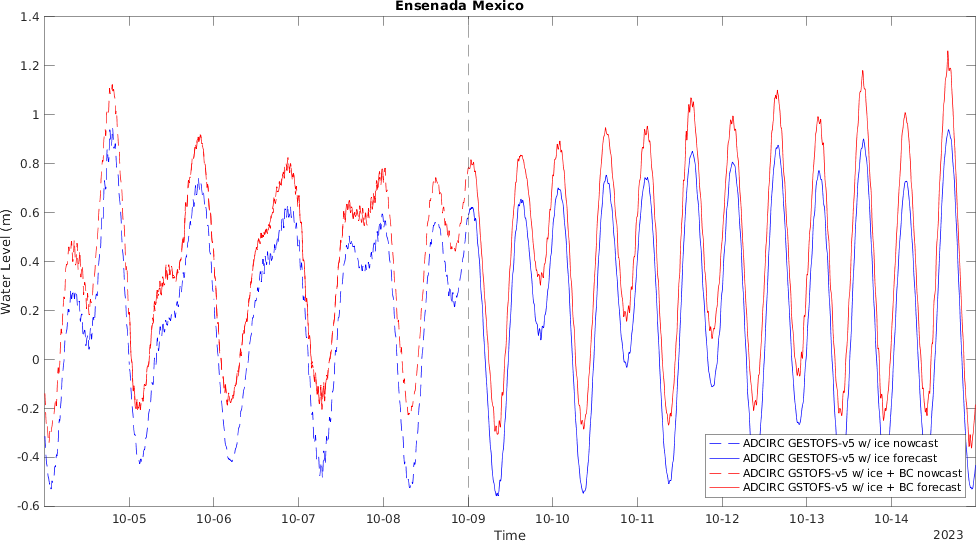 Ensenada Mexico
1.4
1.2
1
0.8
0.6
0.4
0.2
0
-0.2
-0.4
-0.6
Water Level (m)
10-05 10-06 10-07 10-08 10-09 10-10 10-11 10-12 10-13 10-14
Time
2023
ADCIRC GESTOFS-v5 w/ ice nowcast
ADCIRC GESTOFS-v5 w/ ice forecast
ADCIRC GSTOFS-v5 w/ ice + BC nowcast
ADCIRC GSTOFS-v5 w/ ice + BC forecast